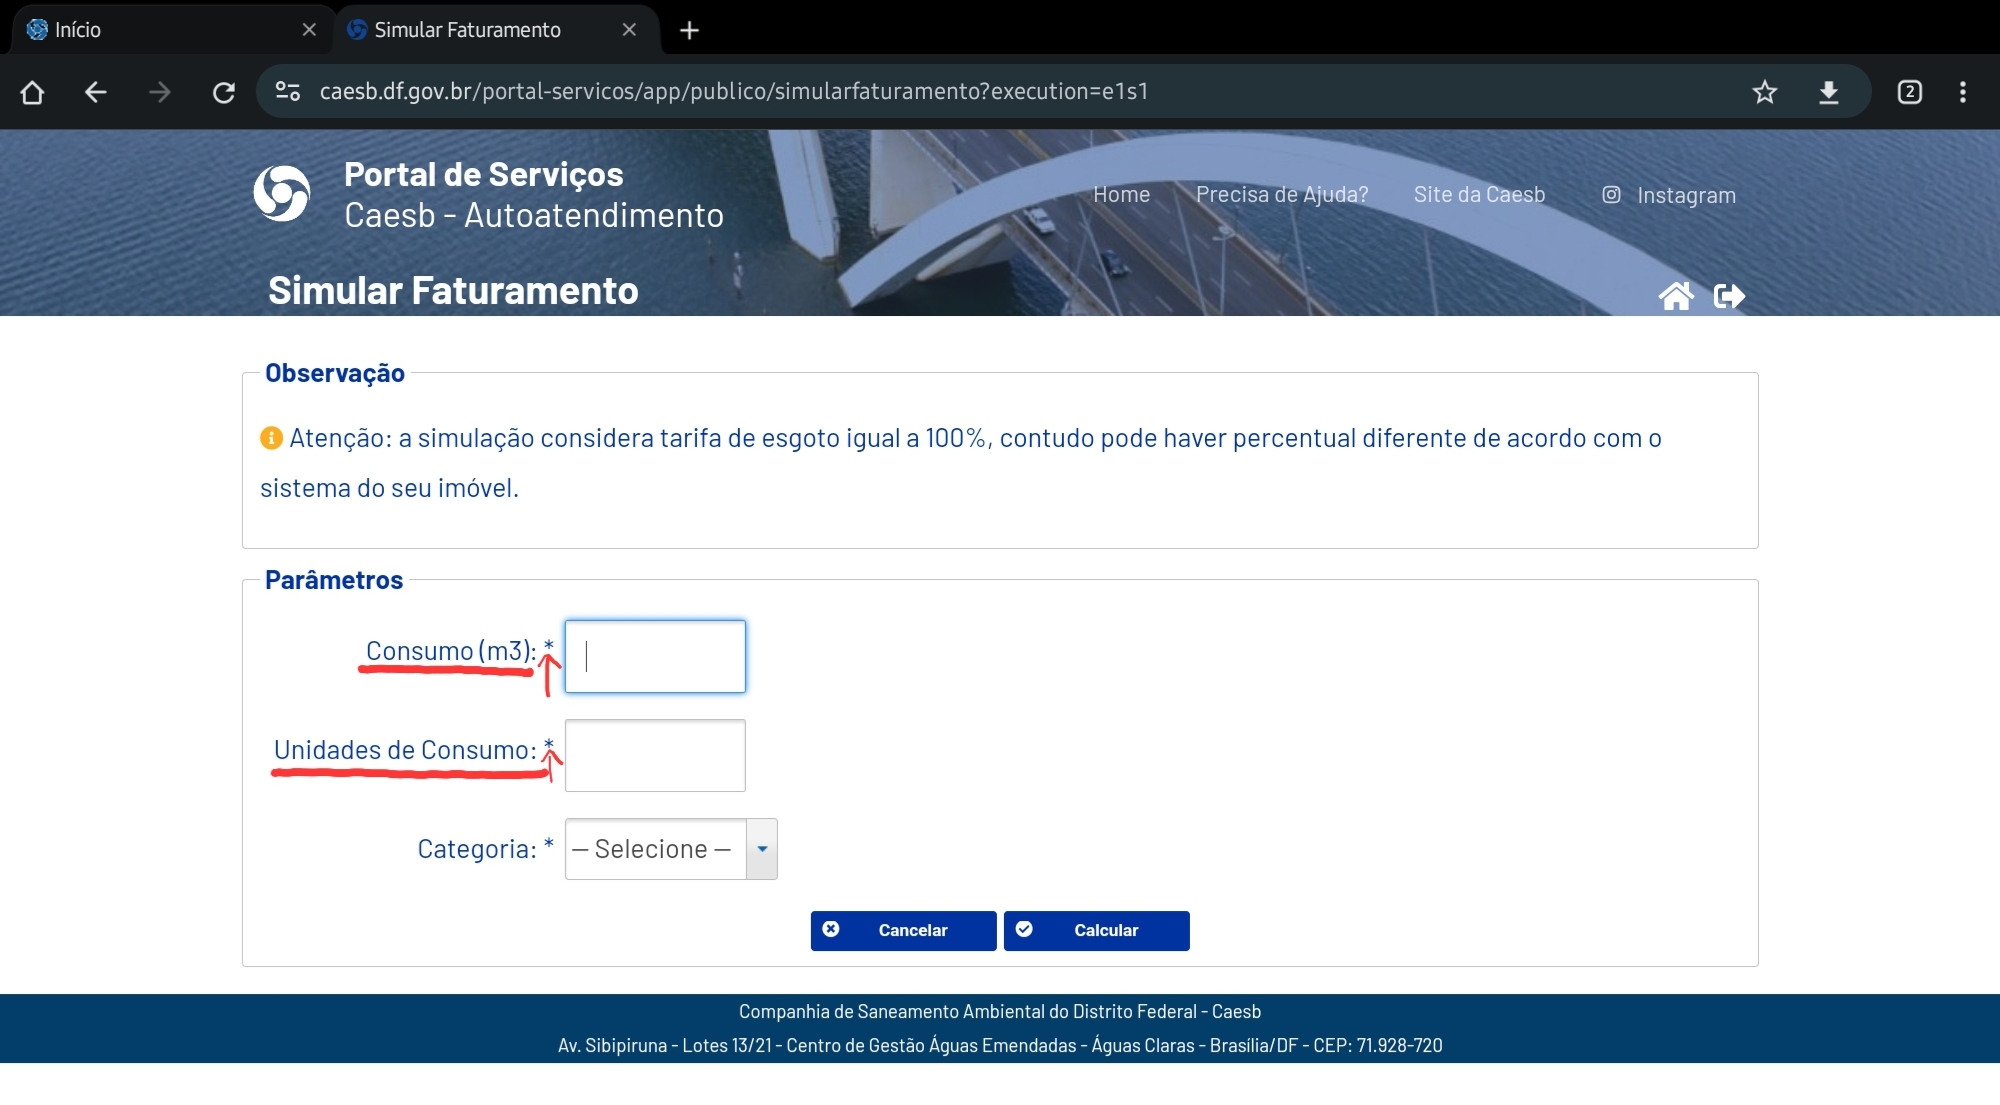 Início
Simular Faturamento
caesb.df.gov.br/portal-servicos/app/publico/simularfaturamento?execution=e1s1
2
Portal de Serviços
Caesb - Autoatendimento
Home
Precisa de Ajuda?
Site da Caesb
Instagram
Simular Faturamento
Observação
Atenção: a simulação considera tarifa de esgoto igual a 100%, contudo pode haver percentual diferente de acordo com o
sistema do seu imóvel.
Parâmetros
Consumo (m3): *
Unidades de Consumo: *
Categoria: * — Selecione —
Cancelar
Calcular
Companhia de Saneamento Ambiental do Distrito Federal - Caesb
Av. Sibipiruna - Lotes 13/21 - Centro de Gestão Águas Emendadas - Águas Claras - Brasília/DF - CEP: 71.928-720